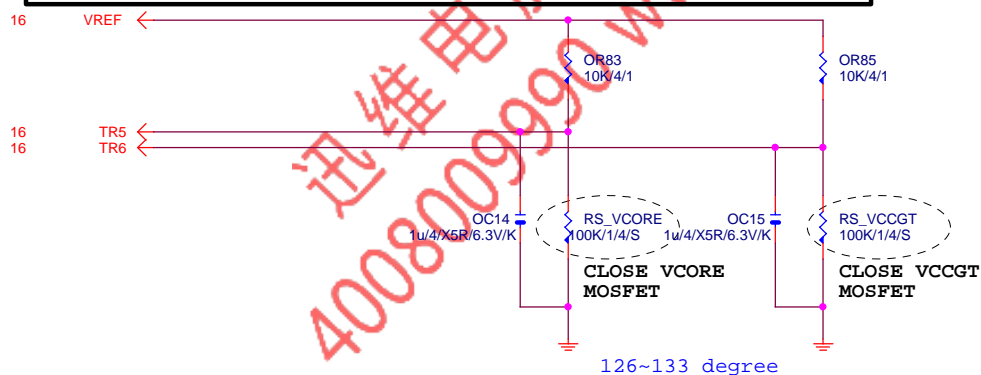 16 VREF
OR83
10K/4/1
OR85
10K/4/1
16 TR5
16 TR6
OC14
1u/4/X5R/6.3V/K
RS_VCORE
100K/1/4/S
OC15
1u/4/X5R/6.3V/K
RS_VCCGT
100K/1/4/S
CLOSE VCORE
MOSFET
CLOSE VCCGT
MOSFET
126~133 degree
迅维电
4008009990 w